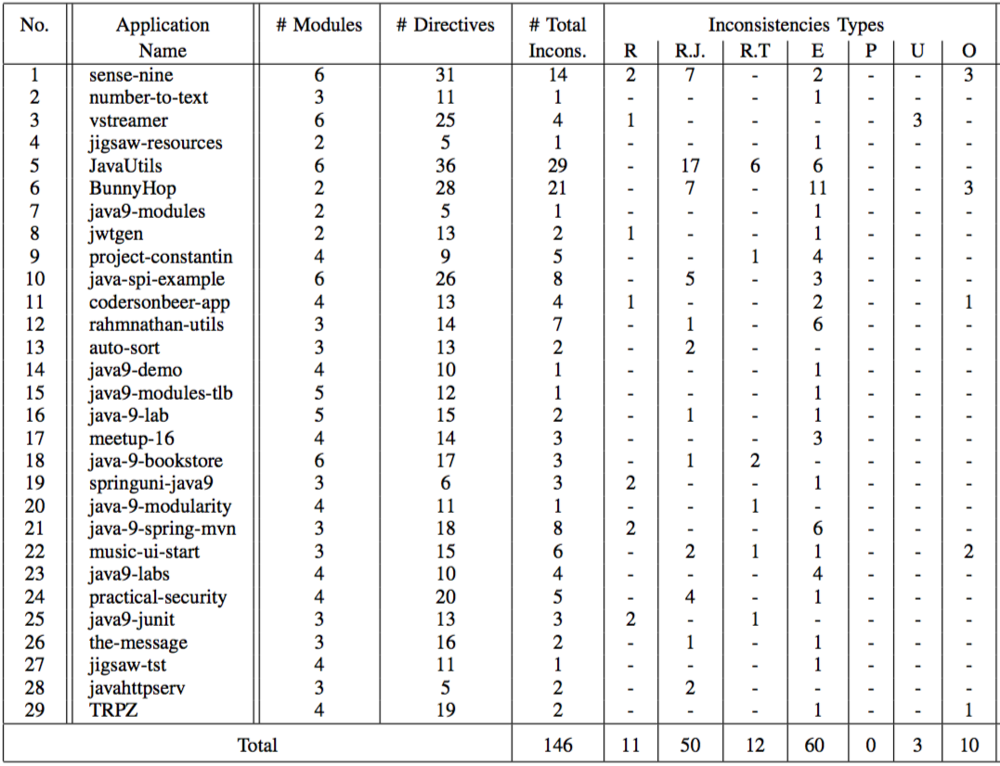 No. Application # Modules # Directives # Total Inconsistencies Types
Name Incons. R R.J. R.T E P U O
1 sense-nine 6 31 14 2 7 - 2 - - 3
2 number-to-text 3 11 1 - - - 1 - - -
3 vstreamer 6 25 4 1 - - - - 3 -
4 jigsaw-resources 2 5 1 - - - 1 - - -
5 JavaUtils 6 36 29 - 17 6 6 - - -
6 BunnyHop 2 28 21 - 7 - 11 - - 3
7 java9-modules 2 5 1 - - - 1 - - -
8 jwtgen 2 13 2 1 - - 1 - - -
9 project-constantin 4 9 5 - - 1 4 - - -
10 java-spi-example 6 26 8 - 5 - 3 - - -
11 codersonbeer-app 4 13 4 1 - - 2 - - 1
12 rahmnathan-utils 3 14 7 - 1 - 6 - - -
13 auto-sort 3 13 2 - 2 - - - - -
14 java9-demo 4 10 1 - - - 1 - - -
15 java9-modules-tlb 5 12 1 - - - 1 - - -
16 java-9-lab 5 15 2 - 1 - 1 - - -
17 meetup-16 4 14 3 - - - 3 - - -
18 java-9-bookstore 6 17 3 - 1 2 - - - -
19 springuni-java9 3 6 3 2 - - 1 - - -
20 java-9-modularity 4 11 1 - - 1 - - - -
21 java-9-spring-mvn 3 18 8 2 - - 6 - - -
22 music-ui-start 3 15 6 - 2 1 1 - - 2
23 java9-labs 4 10 4 - - - 4 - - -
24 practical-security 4 20 5 - 4 - 1 - - -
25 java9-junit 3 13 3 2 - 1 - - - -
26 the-message 3 16 2 - 1 - 1 - - -
27 jigsaw-tst 4 11 1 - - - 1 - - -
28 javahttpserv 3 5 2 - 2 - - - - -
29 TRPZ 4 19 2 - - - 1 - - 1
Total 146 11 50 12 60 0 3 10